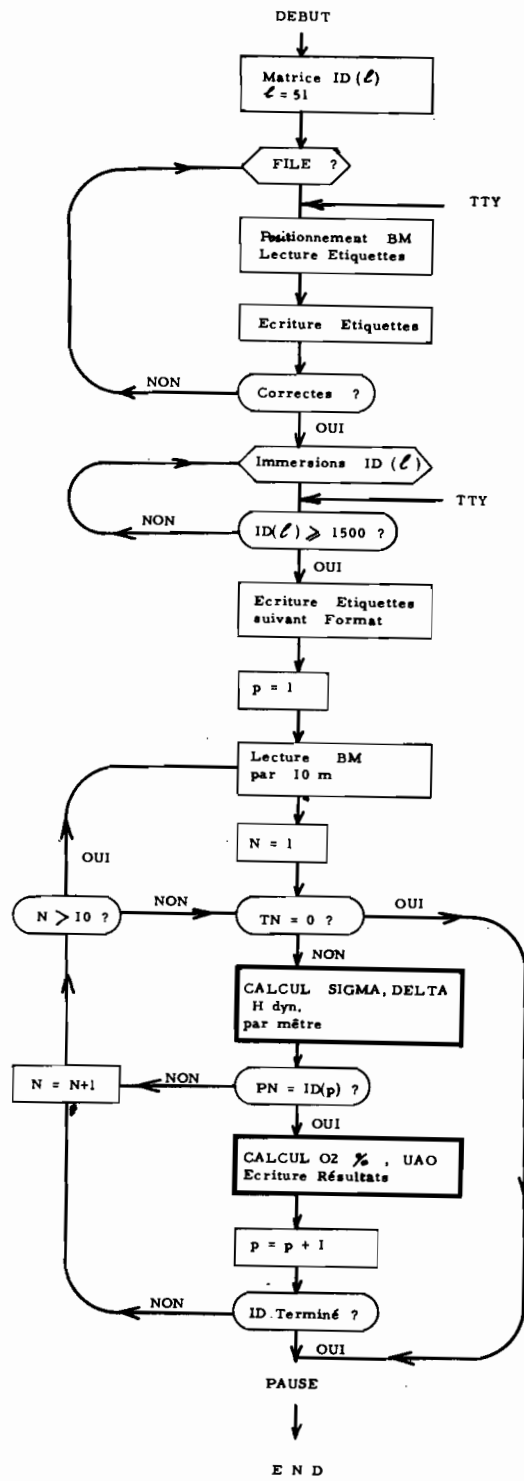 DEBUT
Matrice ID(ℓ)
ℓ = 51
FILE ?
TTY
Positionnement BM
Lecture Etiquettes
Ecriture Etiquettes
NON
Correctes ?
OUI
Immersions ID(ℓ)
TTY
NON
ID(ℓ) ⩾ 1500 ?
OUI
Ecriture Etiquettes
suivant Format
p = 1
Lecture BM
par 10 m
N = 1
OUI
N > 10 ?
NON
TN = 0 ?
OUI
NON
CALCUL SIGMA, DELTA
H dyn,
par mêtre
N = N+1
NON
PN = ID(p) ?
OUI
CALCUL O2 %, UAO
Ecriture Résultats
p = p + 1
NON
ID.Terminé ?
OUI
PAUSE
E N D